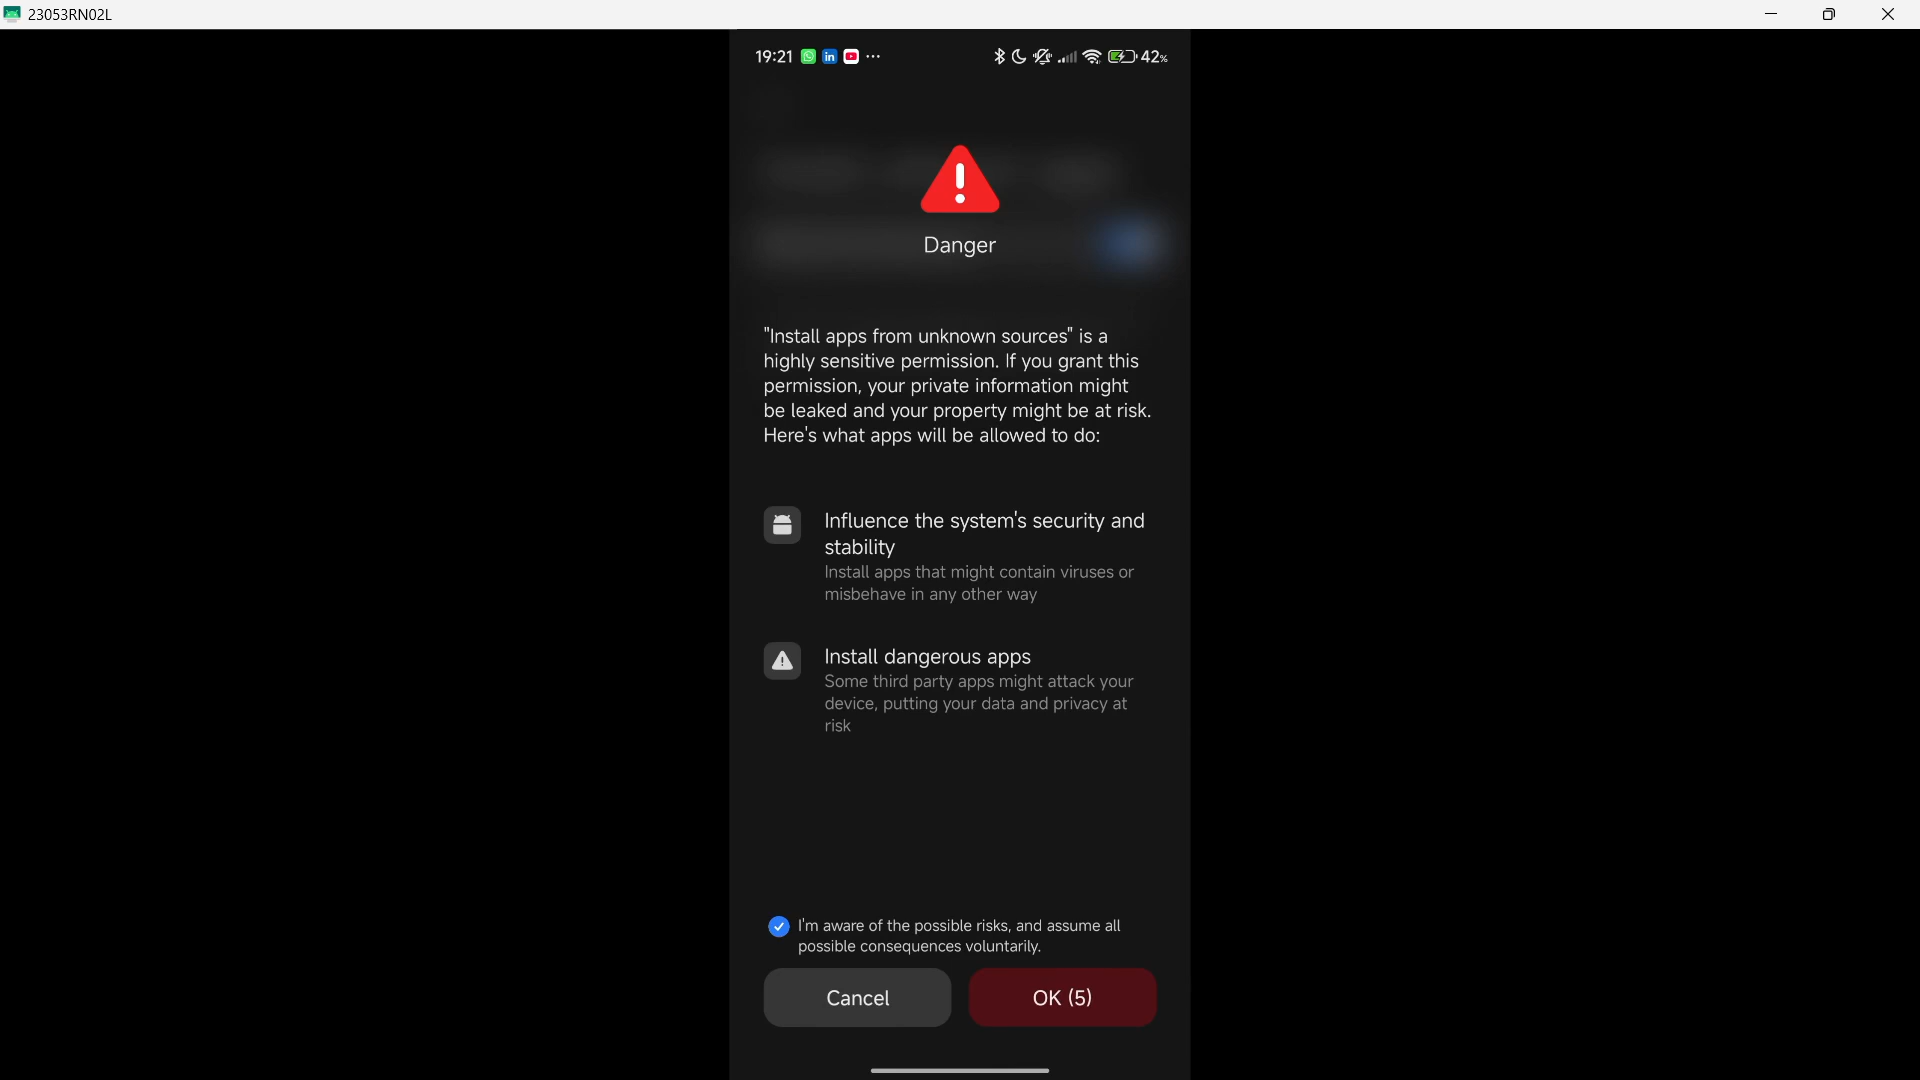 23053RN02L
19:21 42%
Danger
"Install apps from unknown sources" is a
highly sensitive permission. If you grant this
permission, your private information might
be leaked and your property might be at risk.
Here's what apps will be allowed to do:
Influence the system's security and
stability
Install apps that might contain viruses or
misbehave in any other way
Install dangerous apps
Some third party apps might attack your
device, putting your data and privacy at
risk
I'm aware of the possible risks, and assume all
possible consequences voluntarily.
Cancel OK (5)